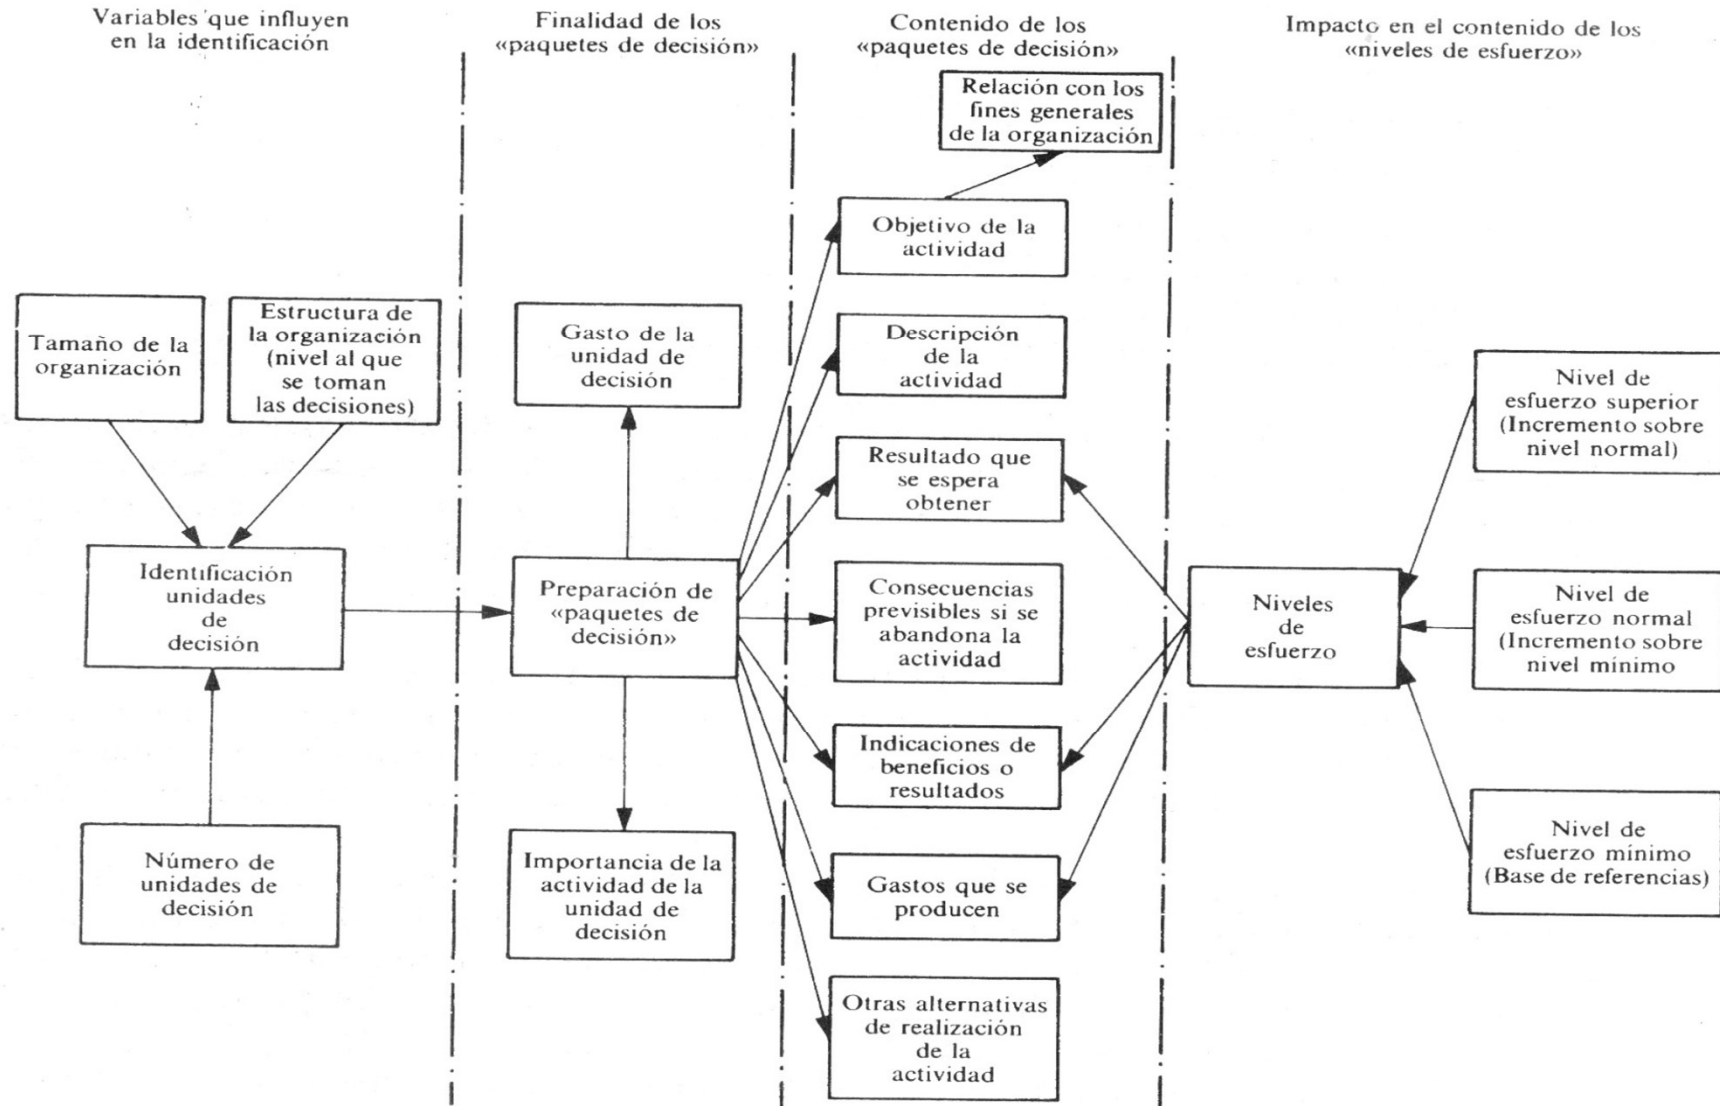 Variables que influyen
en la identificación
Finalidad de los
«paquetes de decisión»
Contenido de los
«paquetes de decisión»
Impacto en el contenido de los
«niveles de esfuerzo»
Relación con los
fines generales
de la organización
Objetivo de la
actividad
Tamaño de la
organización
Estructura de
la organización
(nivel al que
se toman
las decisiones)
Gasto de la
unidad de
decisión
Descripción
de la
actividad
Nivel de
esfuerzo superior
(Incremento sobre
nivel normal)
Resultado que
se espera
obtener
Identificación
unidades
de
decisión
Preparación de
«paquetes de
decisión»
Consecuencias
previsibles si se
abandona la
actividad
Niveles
de
esfuerzo
Nivel de
esfuerzo normal
(Incremento sobre
nivel mínimo
Indicaciones de
beneficios o
resultados
Número de
unidades de
decisión
Importancia de la
actividad de la
unidad de
decisión
Gastos que se
producen
Nivel de
esfuerzo mínimo
(Base de referencias)
Otras alternativas
de realización
de la
actividad